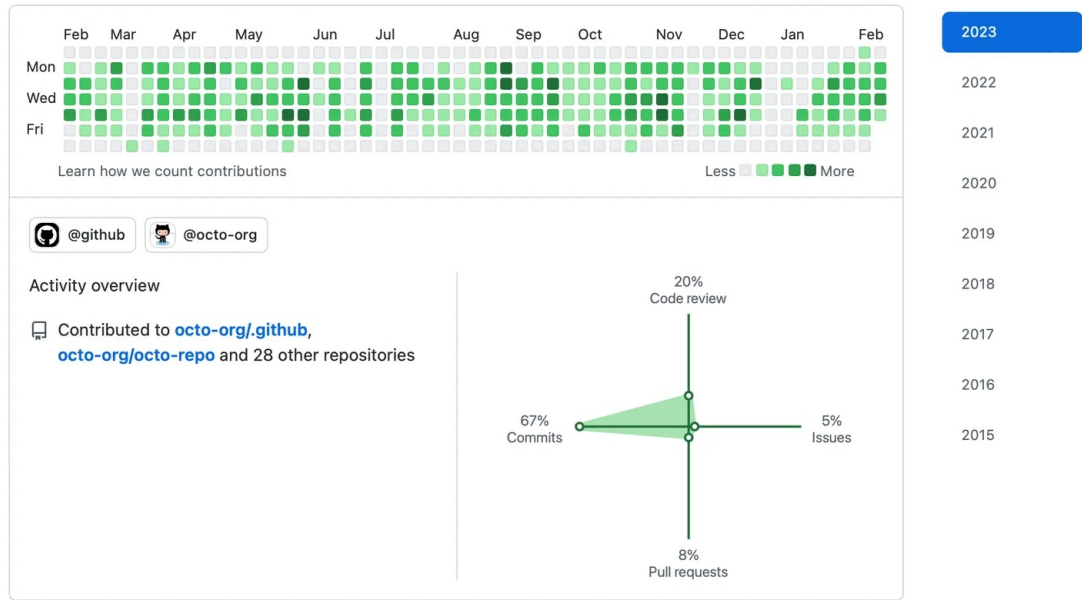 Feb Mar Apr May Jun Jul Aug Sep Oct Nov Dec Jan Feb
Mon
Wed
Fri
Learn how we count contributions
Less More
@github @octo-org
Activity overview
Contributed to octo-org/.github,
octo-org/octo-repo and 28 other repositories
20%
Code review
67%
Commits
5%
Issues
8%
Pull requests
2023
2022
2021
2020
2019
2018
2017
2016
2015